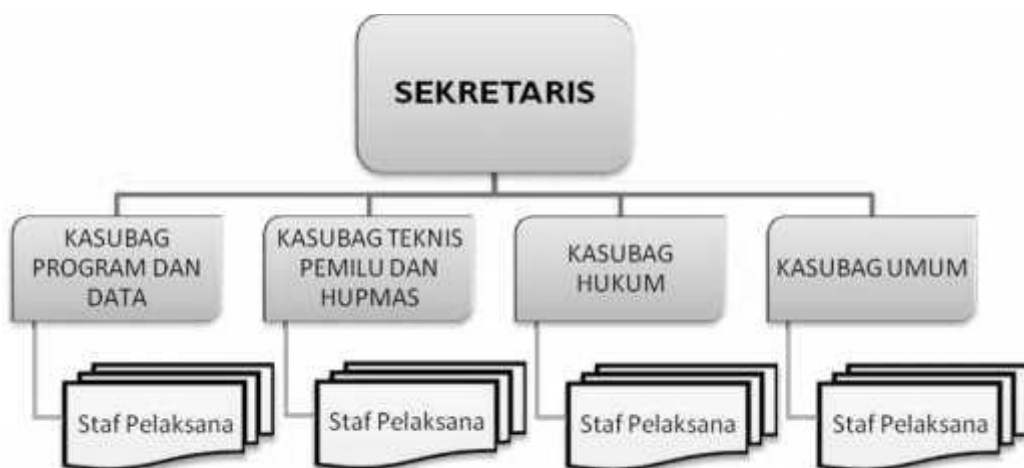 SEKRETARIS
KASUBAG
PROGRAM DAN
DATA
KASUBAG TEKNIS
PEMILU DAN
HUPMAS
KASUBAG
HUKUM
KASUBAG UMUM
Staf Pelaksana
Staf Pelaksana
Staf Pelaksana
Staf Pelaksana